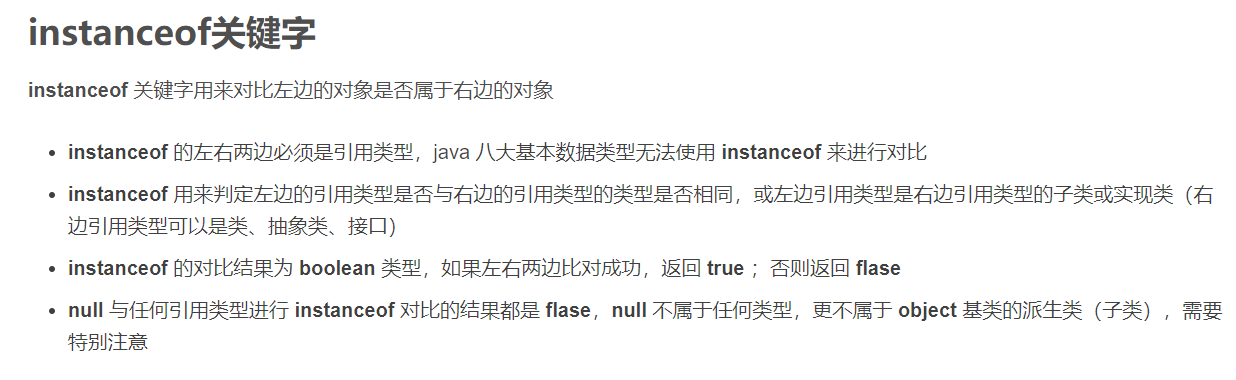 instanceof关键字
instanceof 关键字用来对比左边的对象是否属于右边的对象
• instanceof 的左右两边必须是引用类型，java 八大基本数据类型无法使用 instanceof 来进行对比
• instanceof 用来判定左边的引用类型是否与右边的引用类型的类型是否相同，或左边引用类型是右边引用类型的子类或实现类（右
边引用类型可以是类、抽象类、接口）
• instanceof 的对比结果为 boolean 类型，如果左右两边比对成功，返回 true ；否则返回 flase
• null 与任何引用类型进行 instanceof 对比的结果都是 flase，null 不属于任何类型，更不属于 object 基类的派生类（子类），需要
特别注意